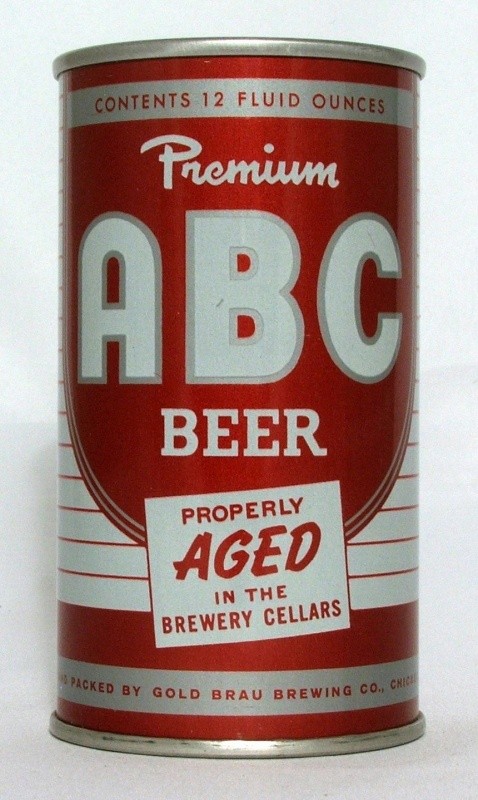 CONTENTS 12 FLUID OUNCES
Premium
ABC
BEER
PROPERLY
AGED
IN THE
BREWERY CELLARS
PACKED BY GOLD BRAU BREWING CO.,